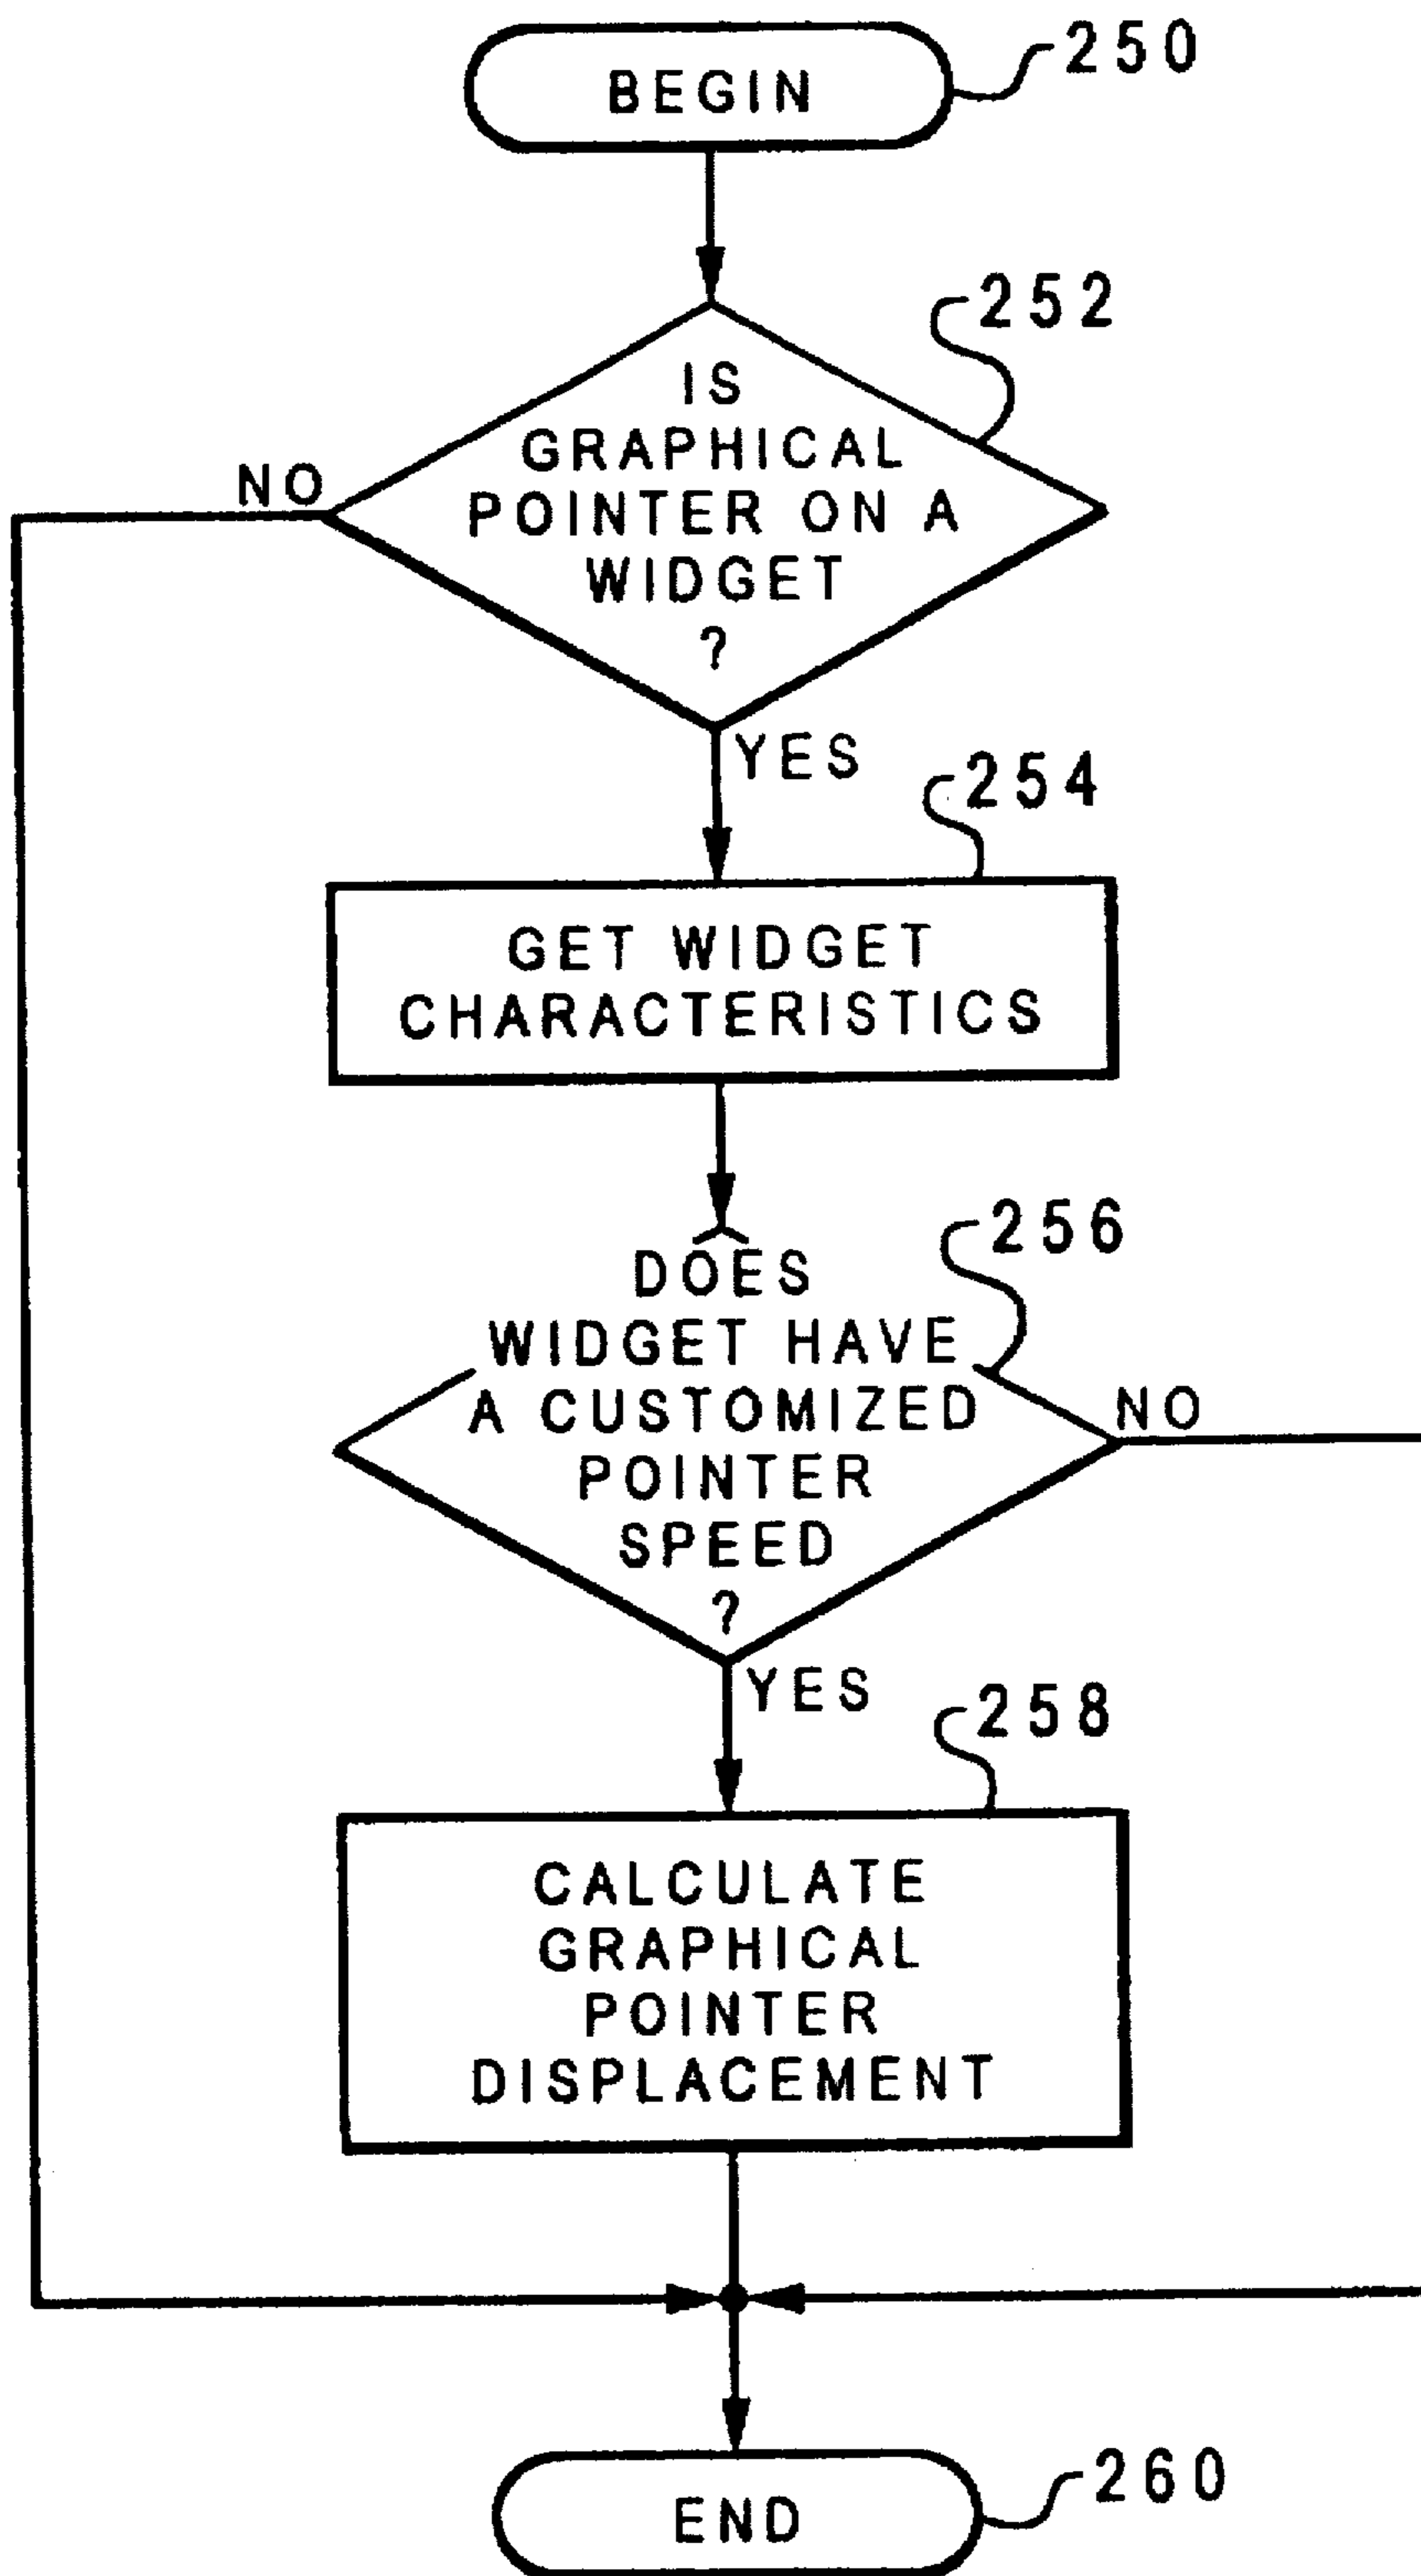 BEGIN
250
252
IS
GRAPHICAL
POINTER ON A
WIDGET
?
NO
YES
254
GET WIDGET
CHARACTERISTICS
256
DOES
WIDGET HAVE
A CUSTOMIZED
POINTER
SPEED
?
NO
YES
258
CALCULATE
GRAPHICAL
POINTER
DISPLACEMENT
END
260